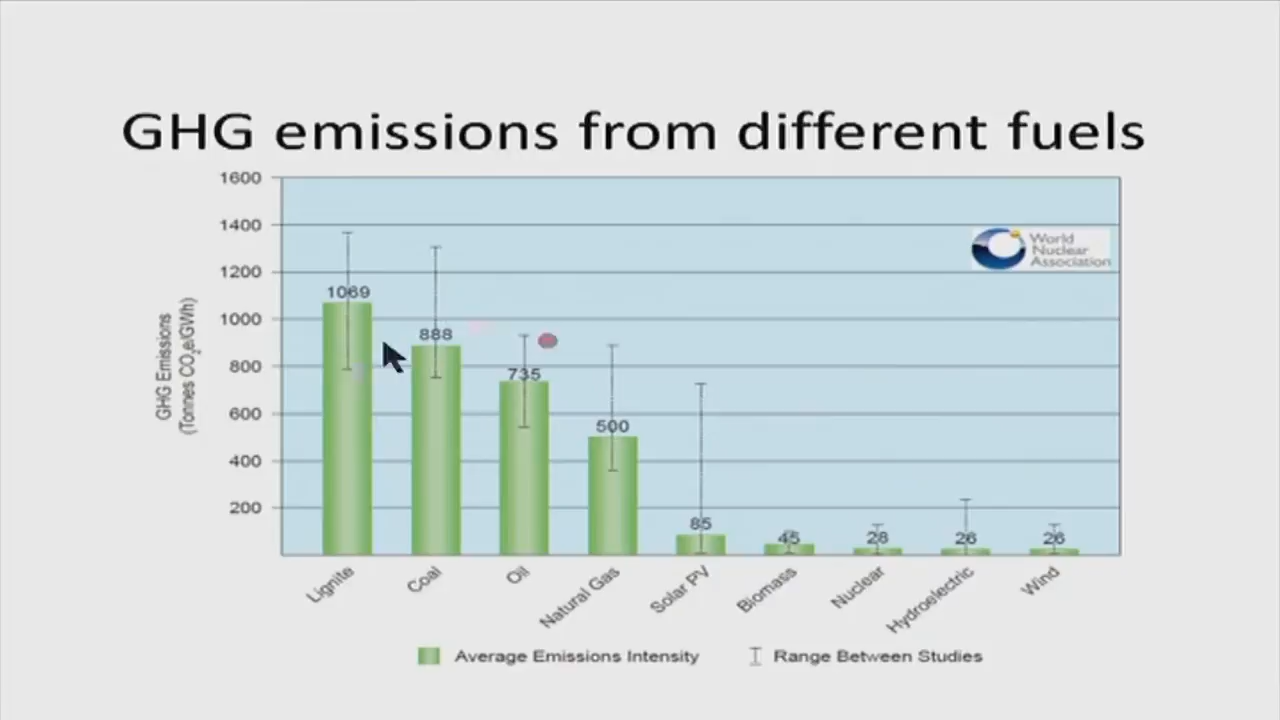 GHG emissions from different fuels
1600
1400
1200
1000
800
600
400
200
GHG Emissions
(Tonnes CO₂e/GWh)
World
Nuclear
Association
1069
888
735
500
85
45
28
26
26
Lignite
Coal
Oil
Natural Gas
Solar PV
Biomass
Nuclear
Hydroelectric
Wind
Average Emissions Intensity
Range Between Studies